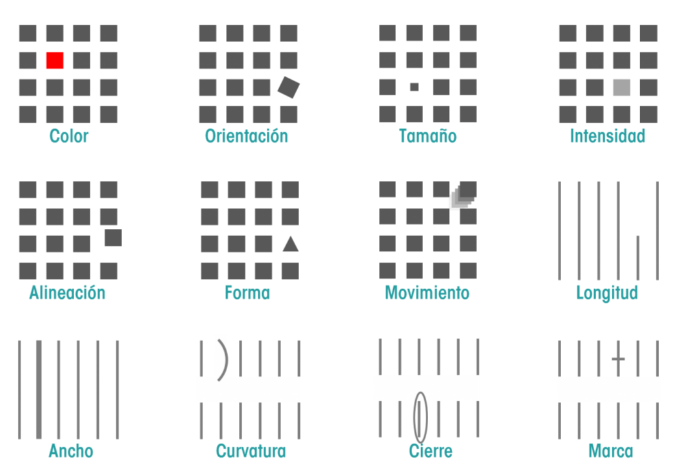 Color
Orientación
Tamaño
Intensidad
Alineación
Forma
Movimiento
Longitud
Ancho
Curvatura
Cierre
Marca